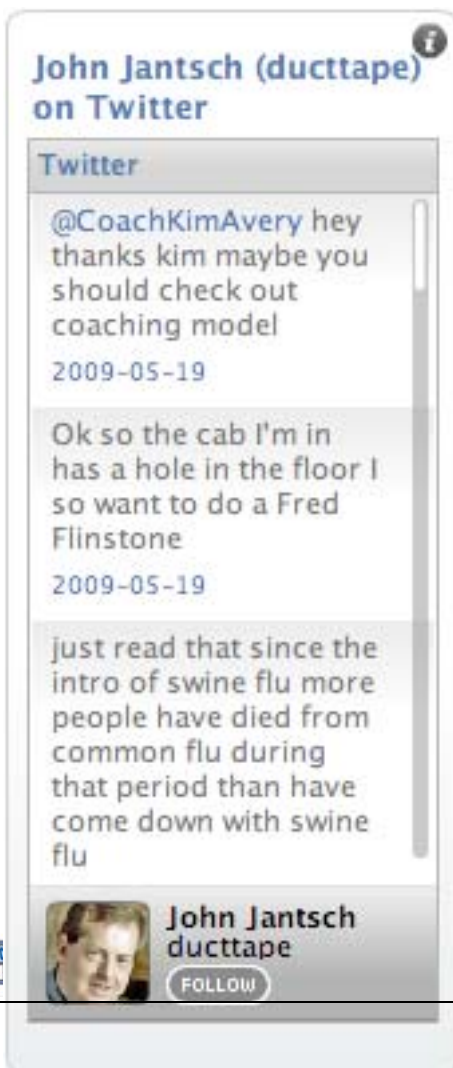 John Jantsch (ducttape)
on Twitter
Twitter
@CoachKimAvery hey
thanks kim maybe you
should check out
coaching model
2009-05-19
Ok so the cab I'm in
has a hole in the floor I
so want to do a Fred
Flinstone
2009-05-19
just read that since the
intro of swine flu more
people have died from
common flu during
that period than have
come down with swine
flu
John Jantsch
ducttape
FOLLOW